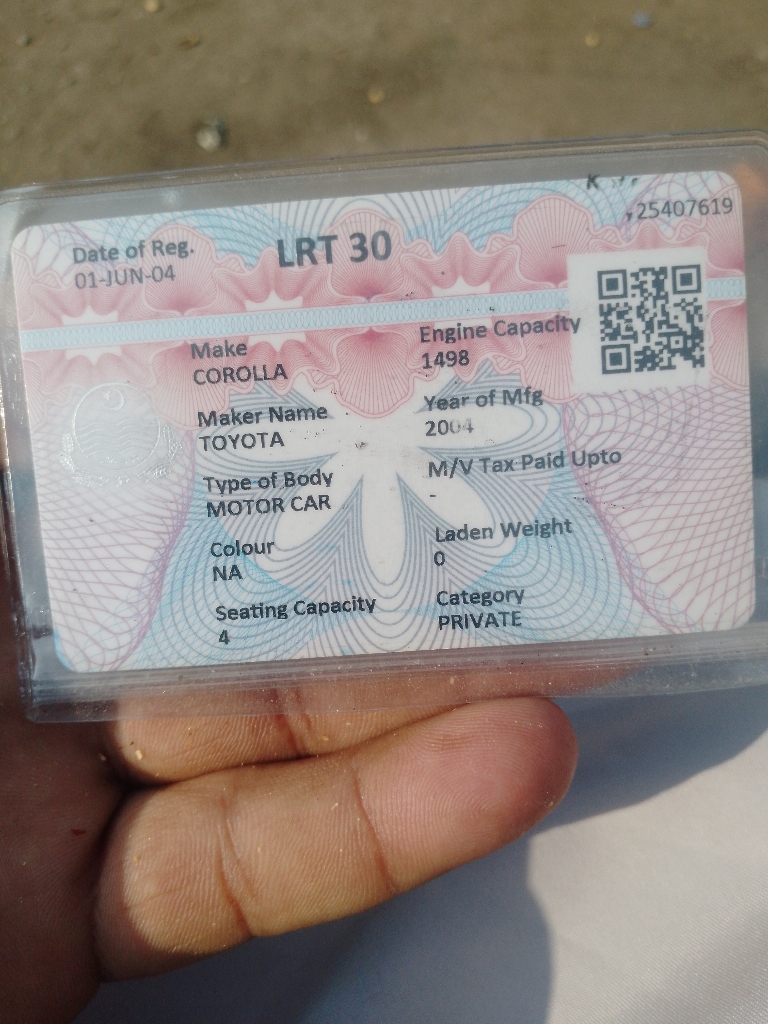 25407619
Date of Reg.
LRT 30
01-JUN-04
Make
Engine Capacity
COROLLA
1498
Maker Name
Year of Mfg
TOYOTA
2004
Type of Body
M/V Tax Paid Upto
MOTOR CAR
-
Colour
Laden Weight
NA
0
Seating Capacity
Category
4
PRIVATE